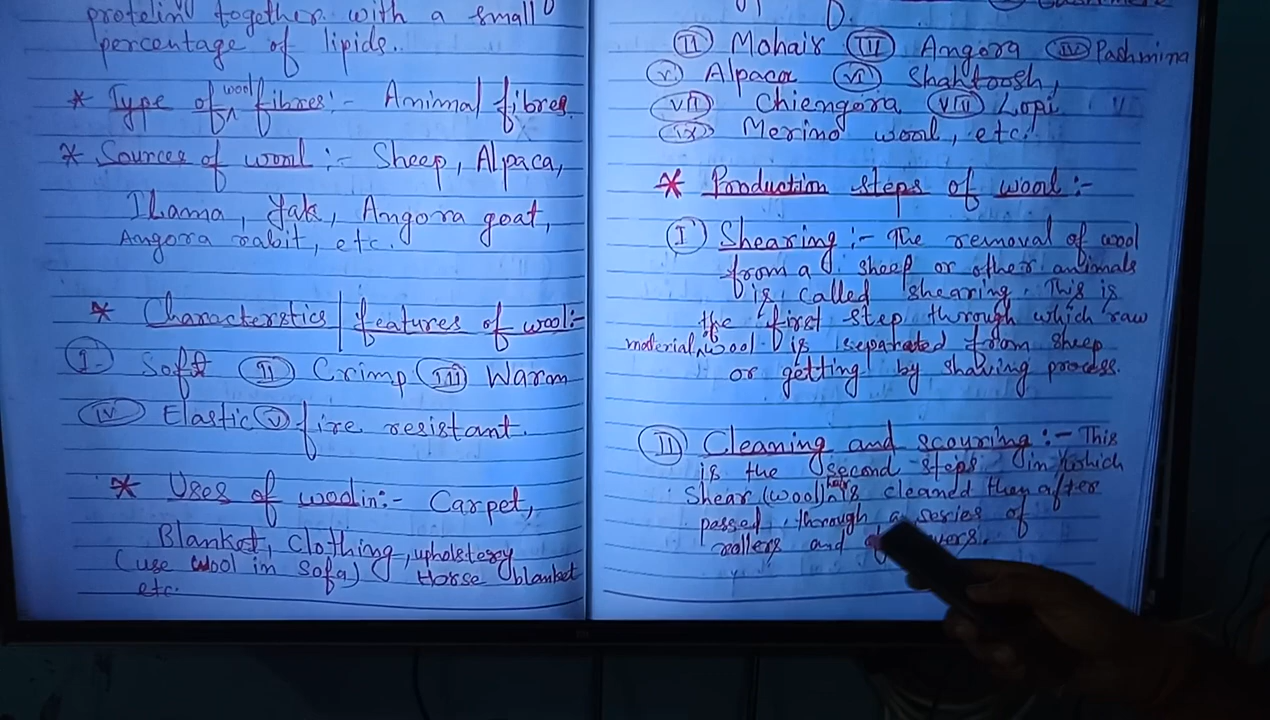 proteins together with a small
percentage of lipids.
* Type of wool fibres:- Animal fibres.
* Sources of wool :- Sheep, Alpaca,
Llama, Yak, Angora goat,
Angora rabit, etc.
* Characterstics / features of wool:-
I Soft II Crimp III Warm
IV Elastic V fire resistant.
* Uses of woolin:- Carpet,
Blanket, Clothing, upholstery
(use wool in sofa) Horse blanket
etc.
II Mohair III Angora IV Pashmina
V Alpaca VI Shahtoosh,
VII Chiengora VIII Lopi
IX Merino wool, etc.
* Production steps of wool :-
I Shearing :- The removal of wool
from a sheep or other animals
is called shearing. This is
the first step through which raw
material wool is separated from sheep
or getting by shaving process.
II Cleaning and scouring :- This
is the second steps in which
Shear (wool) hair is cleaned they after
passed through a series of
rollers and